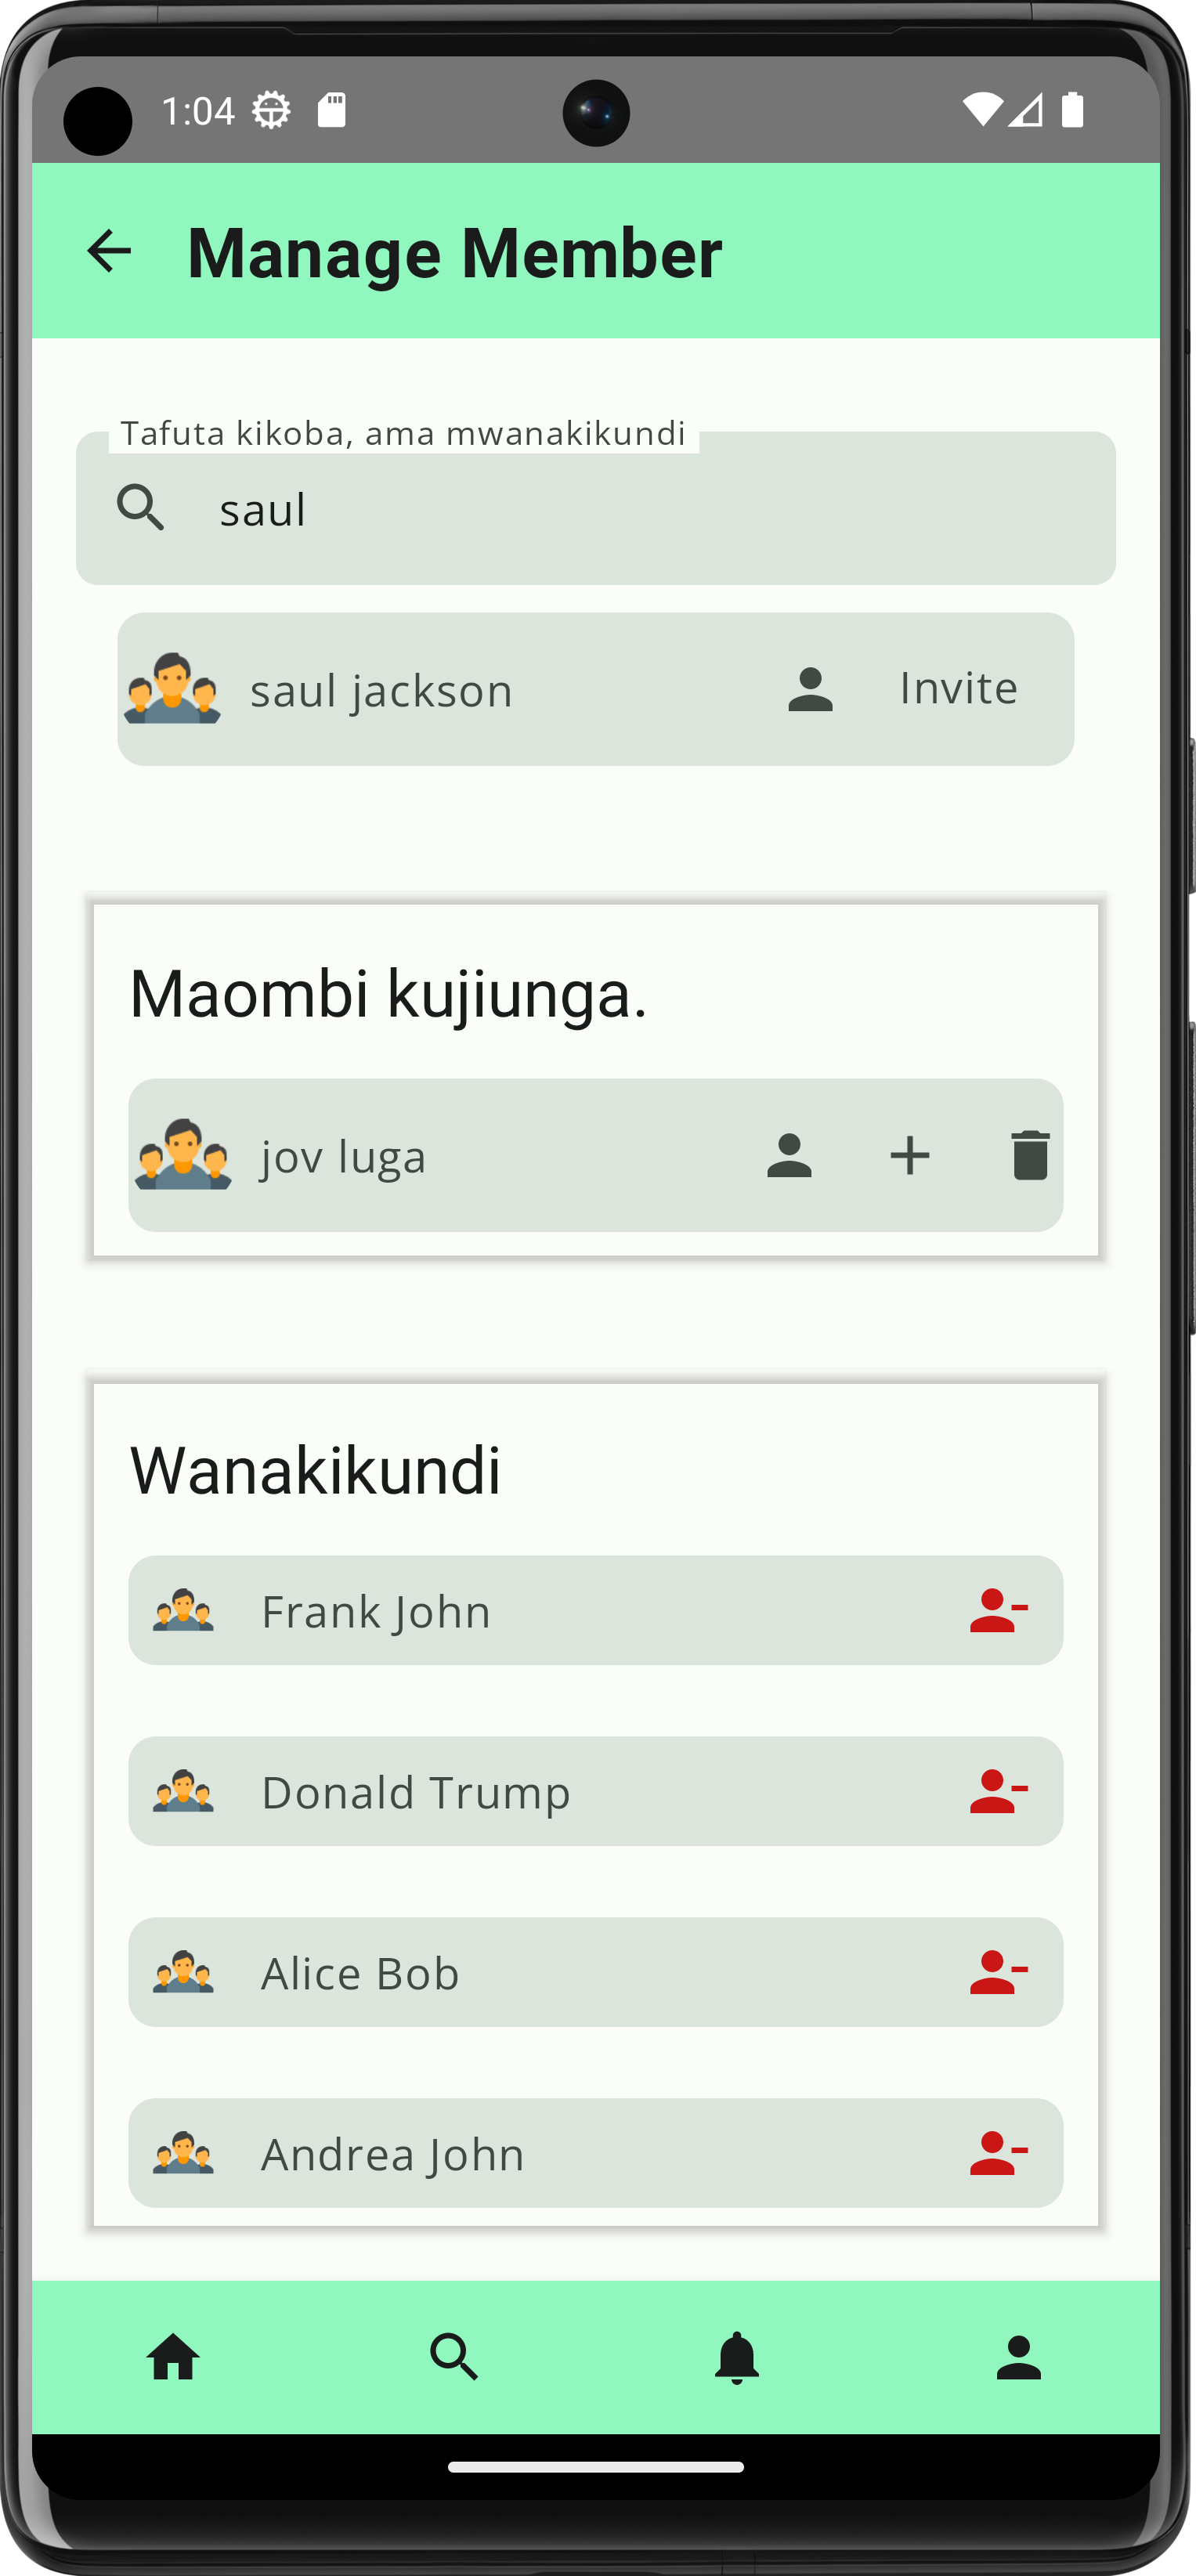 1:04
Manage Member
Tafuta kikoba, ama mwanakikundi
saul
saul jackson Invite
Maombi kujiunga.
jov luga
Wanakikundi
Frank John
Donald Trump
Alice Bob
Andrea John